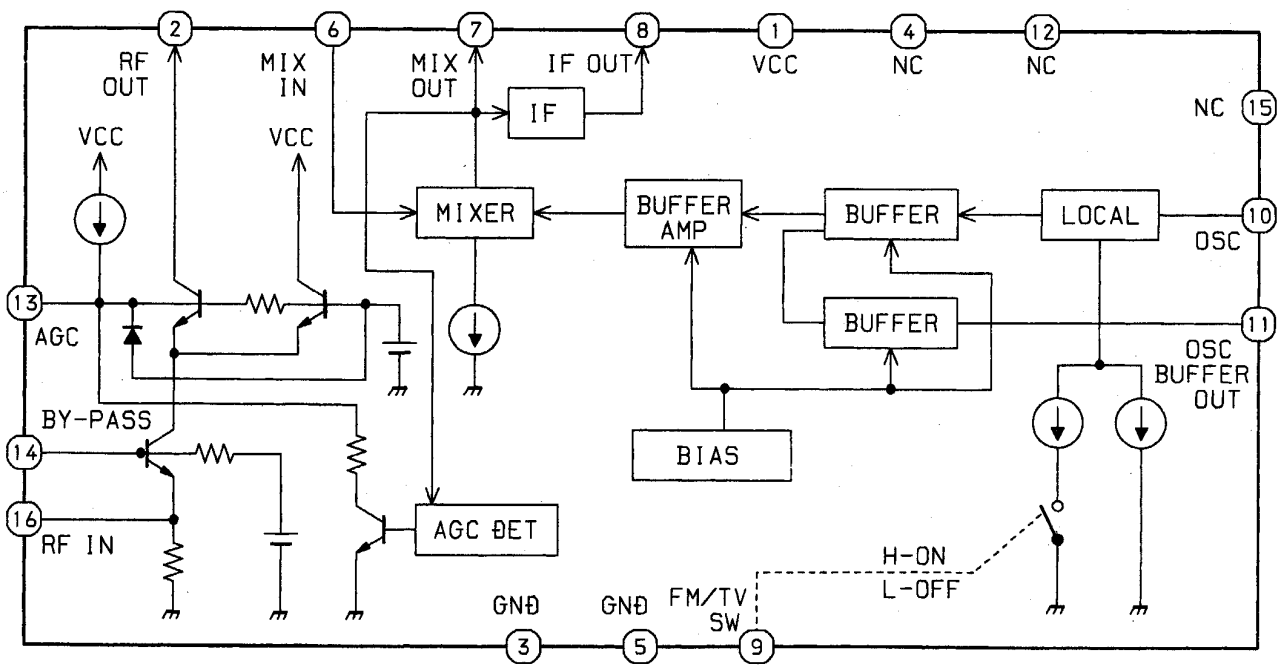 2
6
7
8
1
4
12
RF
OUT
MIX
IN
MIX
OUT
IF OUT
VCC
NC
NC
IF
NC
15
VCC
VCC
MIXER
BUFFER
AMP
BUFFER
LOCAL
10
OSC
13
AGC
BUFFER
11
OSC
BUFFER
OUT
BY-PASS
14
BIAS
16
RF IN
AGC DET
H-ON
L-OFF
GND
GND
FM/TV
SW
3
5
9